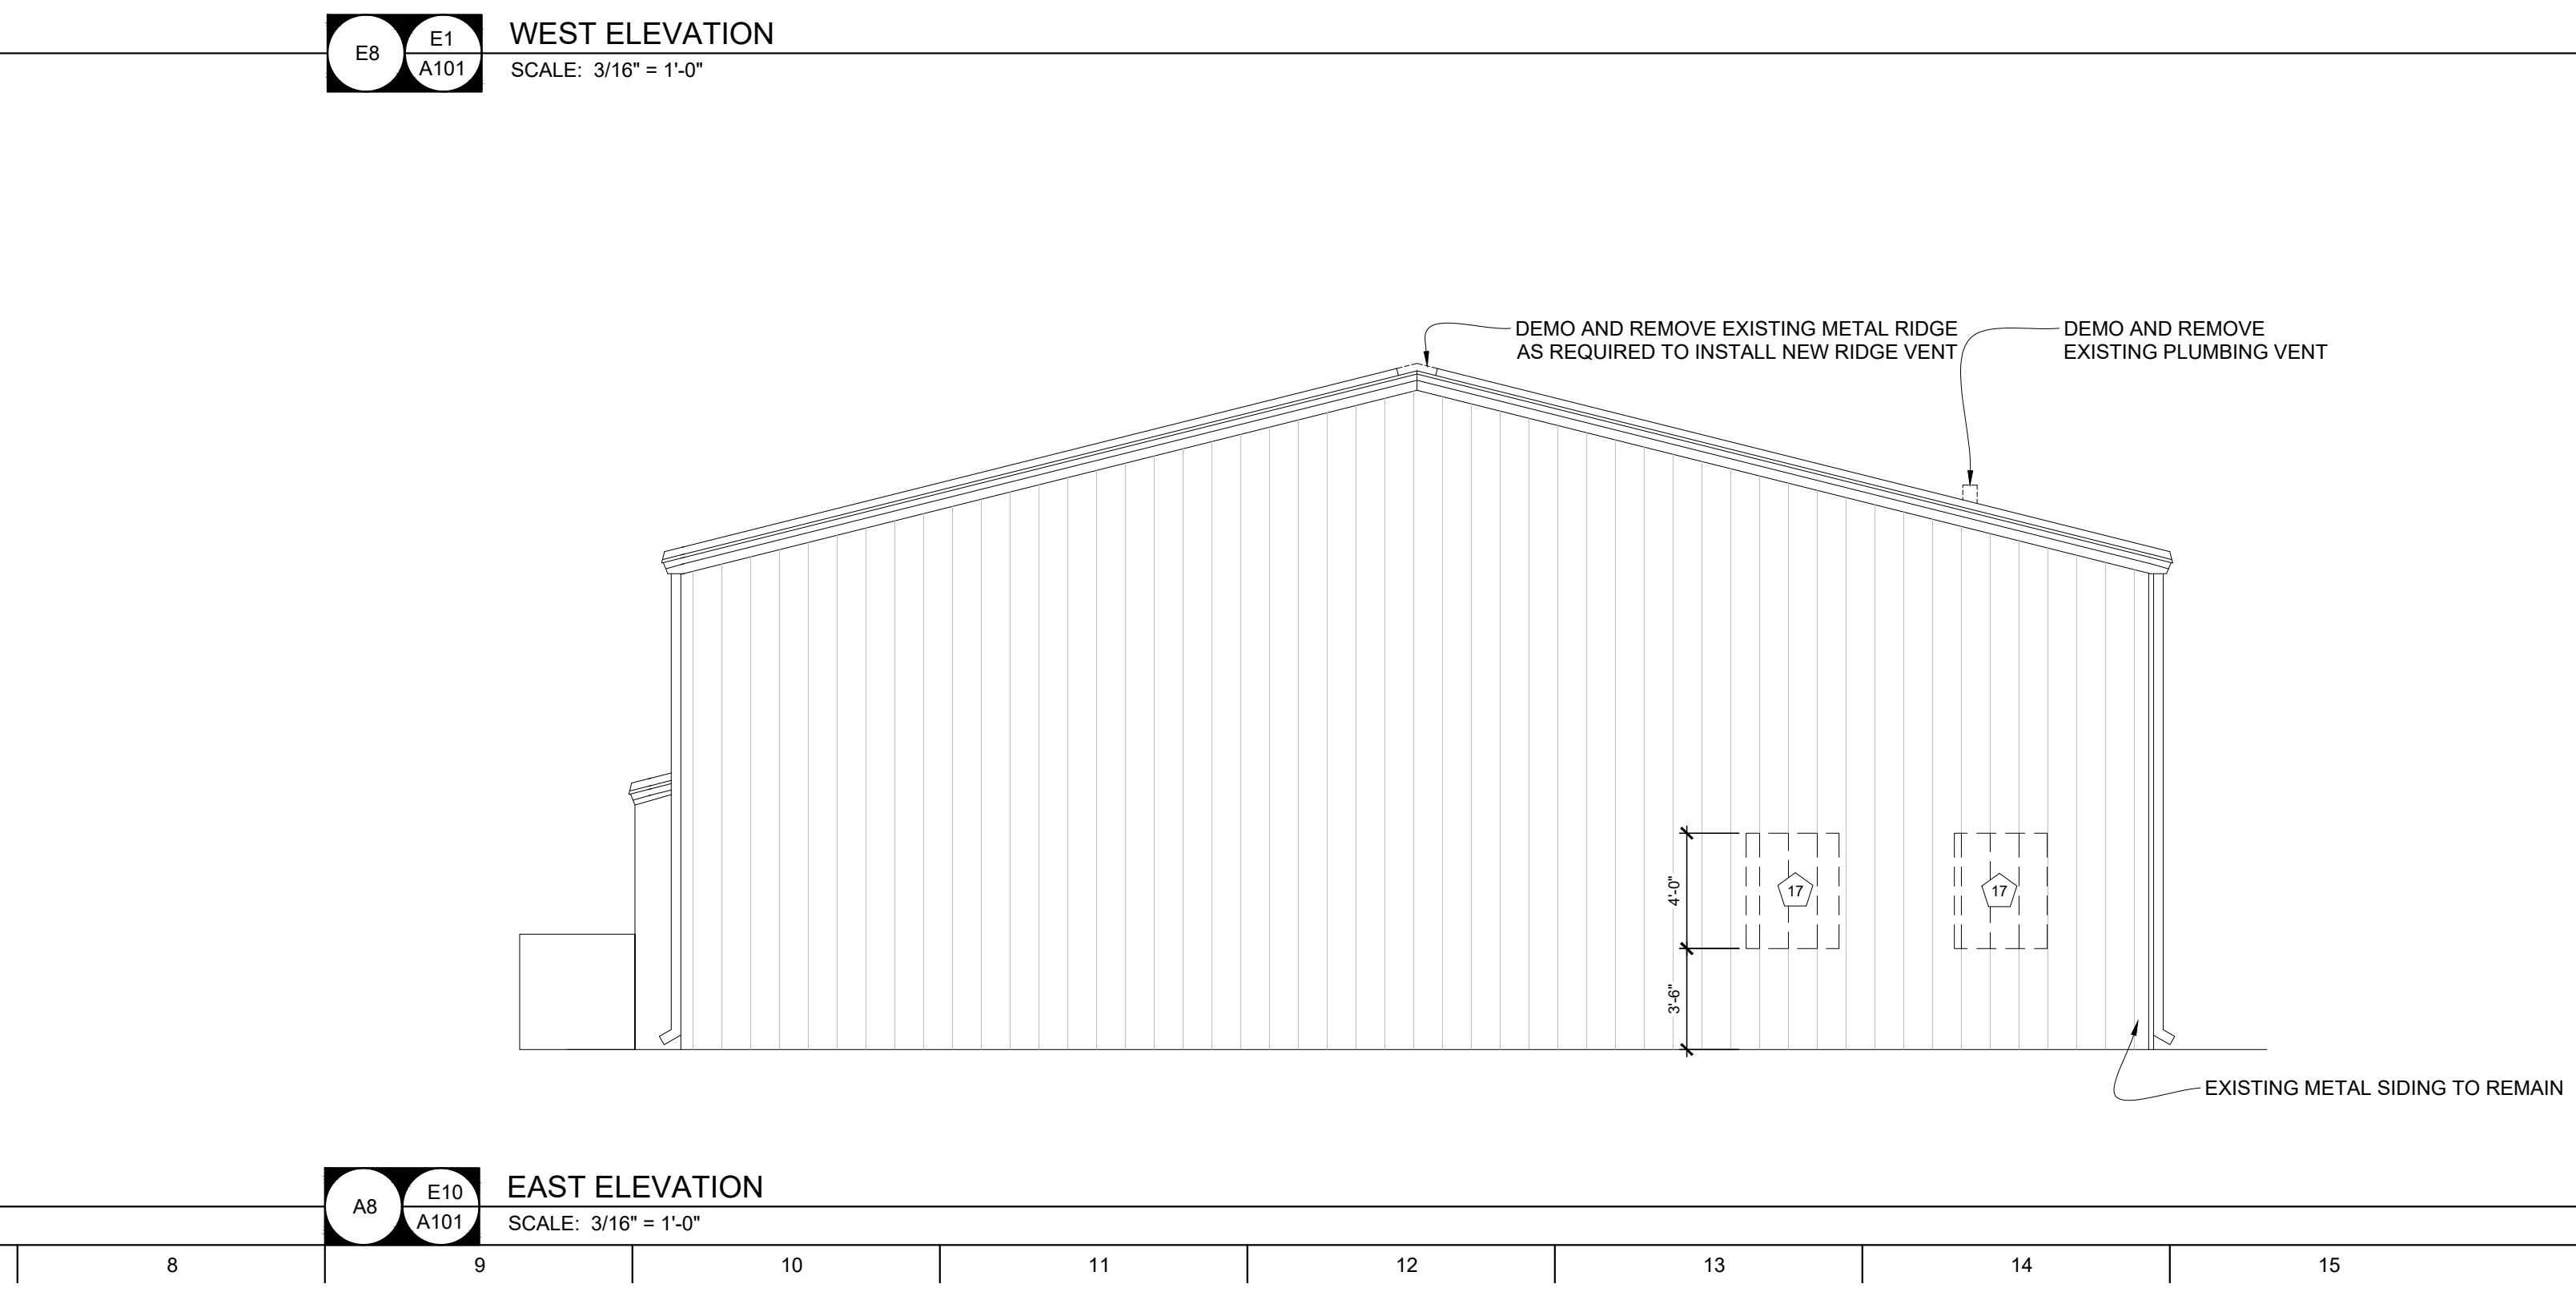 E8
E1
A101
WEST ELEVATION
SCALE: 3/16" = 1'-0"
DEMO AND REMOVE EXISTING METAL RIDGE
AS REQUIRED TO INSTALL NEW RIDGE VENT
DEMO AND REMOVE
EXISTING PLUMBING VENT
4'-0"
17
17
3'-6"
EXISTING METAL SIDING TO REMAIN
A8
E10
A101
EAST ELEVATION
SCALE: 3/16" = 1'-0"
8 9 10 11 12 13 14 15